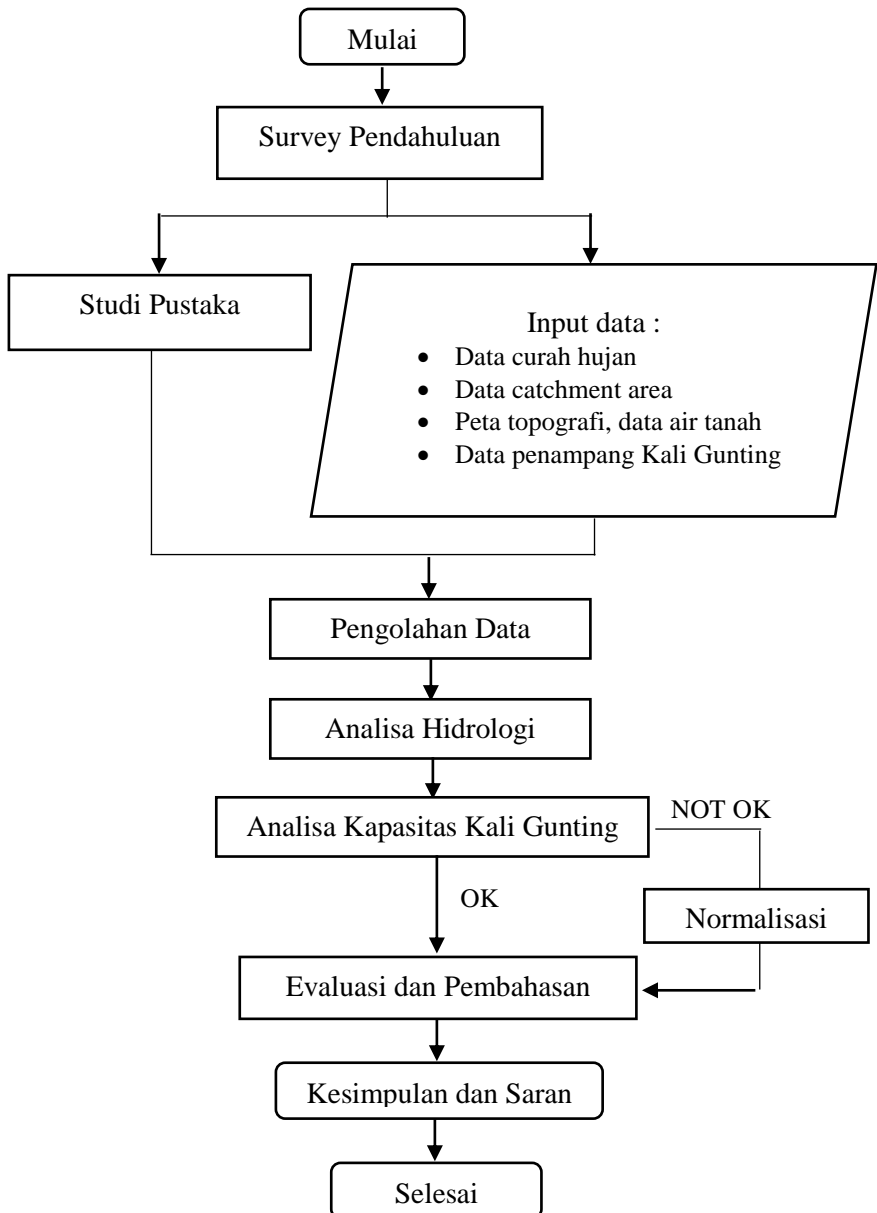 Mulai
Survey Pendahuluan
Studi Pustaka
Input data :
• Data curah hujan
• Data catchment area
• Peta topografi, data air tanah
• Data penampang Kali Gunting
Pengolahan Data
Analisa Hidrologi
Analisa Kapasitas Kali Gunting
NOT OK
OK
Normalisasi
Evaluasi dan Pembahasan
Kesimpulan dan Saran
Selesai